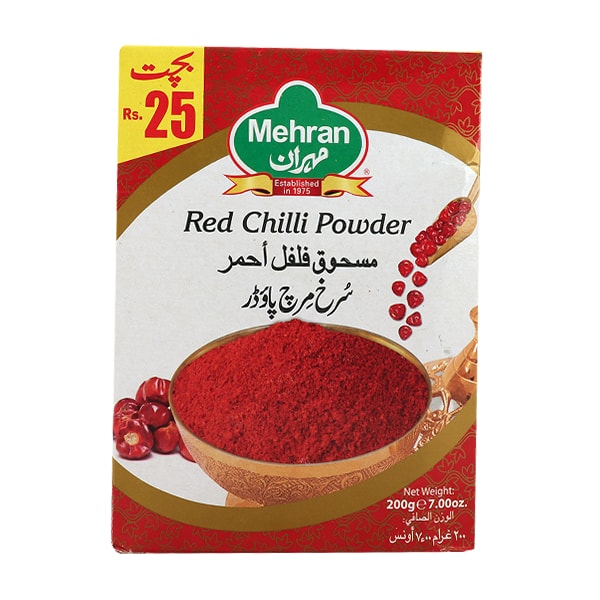 بچت
Rs. 25
Mehran
مہران
®
Established
in 1975
Red Chilli Powder
مسحوق فلفل أحمر
سُرخ مِرچ پاؤڈر
Net Weight:
200g ℮ 7.00oz.
الوزن الصافي:
٢٠٠ غرام ٧،٠٠ أونس